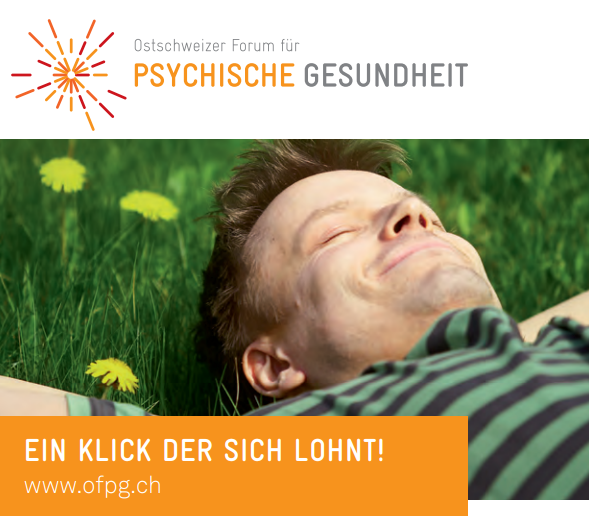 Ostschweizer Forum für
PSYCHISCHE GESUNDHEIT
EIN KLICK DER SICH LOHNT!
www.ofpg.ch